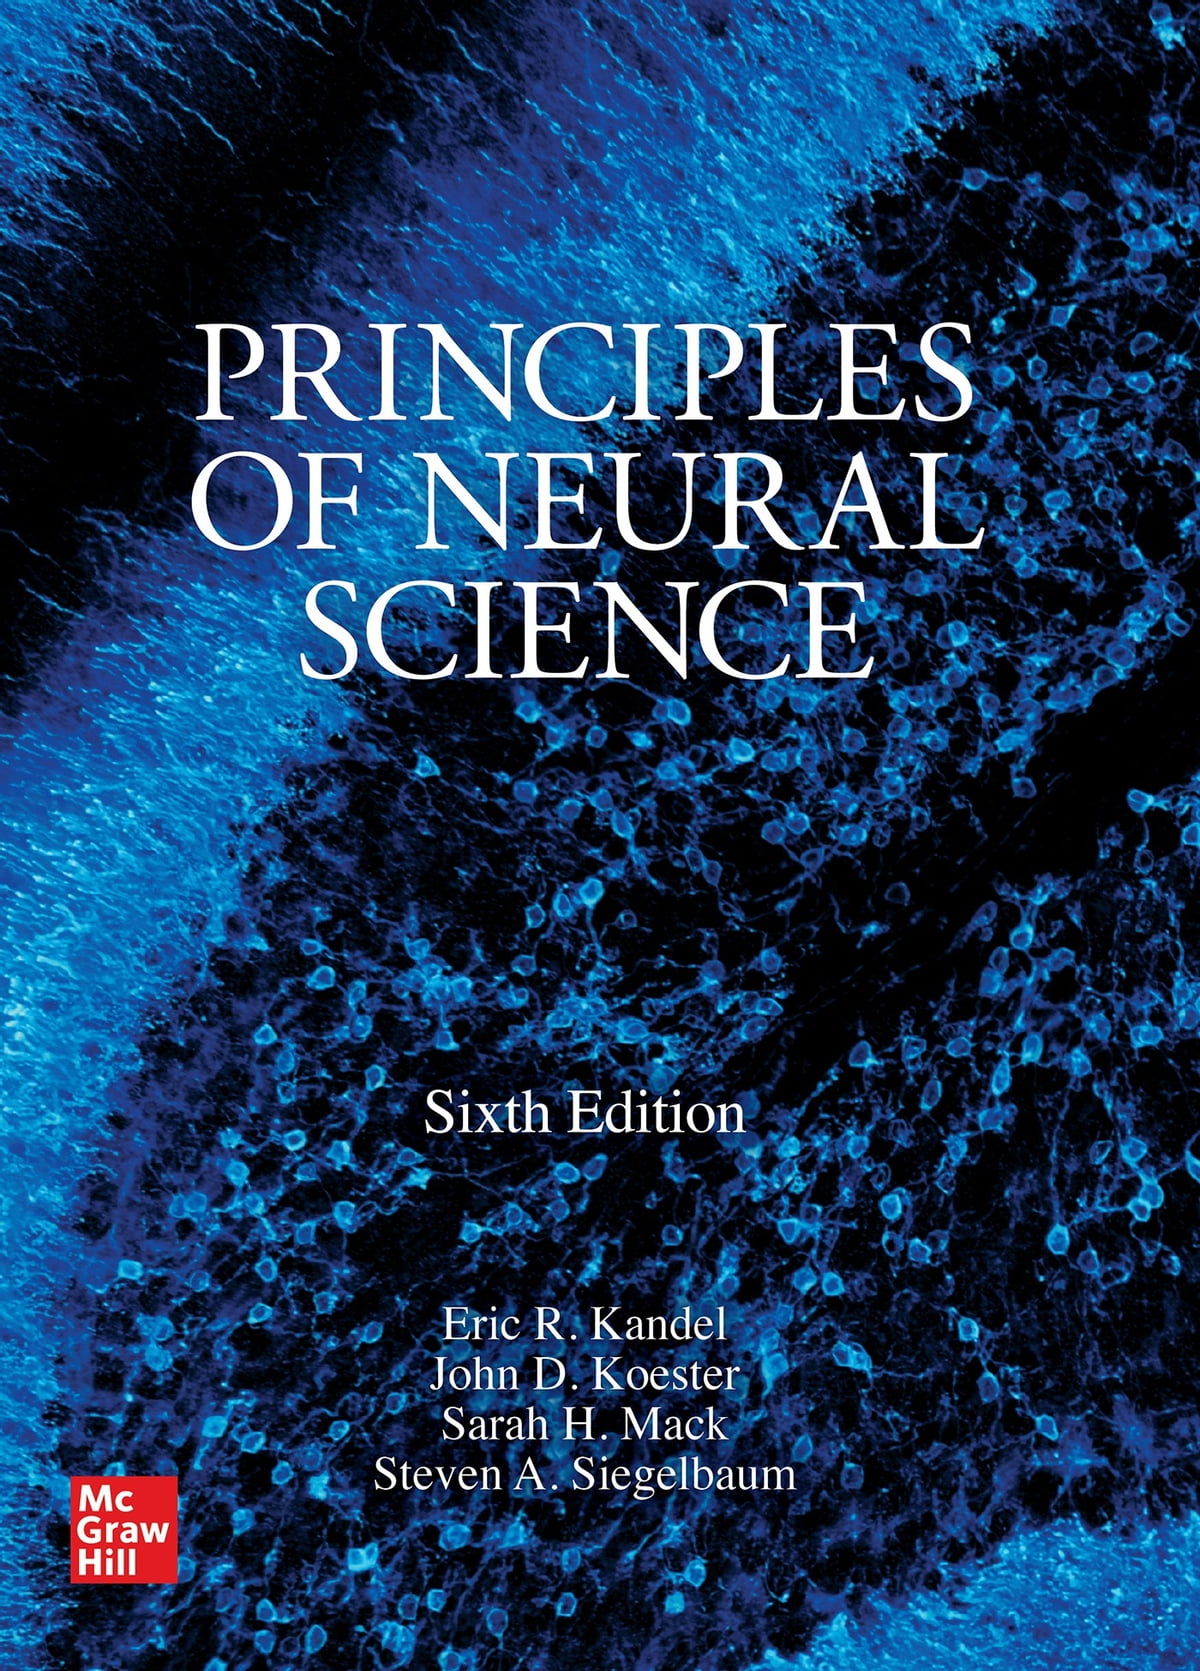 PRINCIPLES
OF NEURAL
SCIENCE
Sixth Edition
Eric R. Kandel
John D. Koester
Sarah H. Mack
Steven A. Siegelbaum
Mc
Graw
Hill